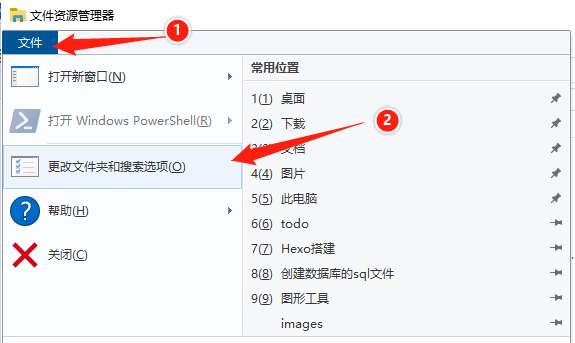 文件资源管理器
文件
1
打开新窗口(N)
打开 Windows PowerShell(R)
更改文件夹和搜索选项(O)
2
帮助(H)
关闭(C)
常用位置
1(1) 桌面
2(2) 下载
文档
4(4) 图片
5(5) 此电脑
6(6) todo
7(7) Hexo搭建
8(8) 创建数据库的sql文件
9(9) 图形工具
images